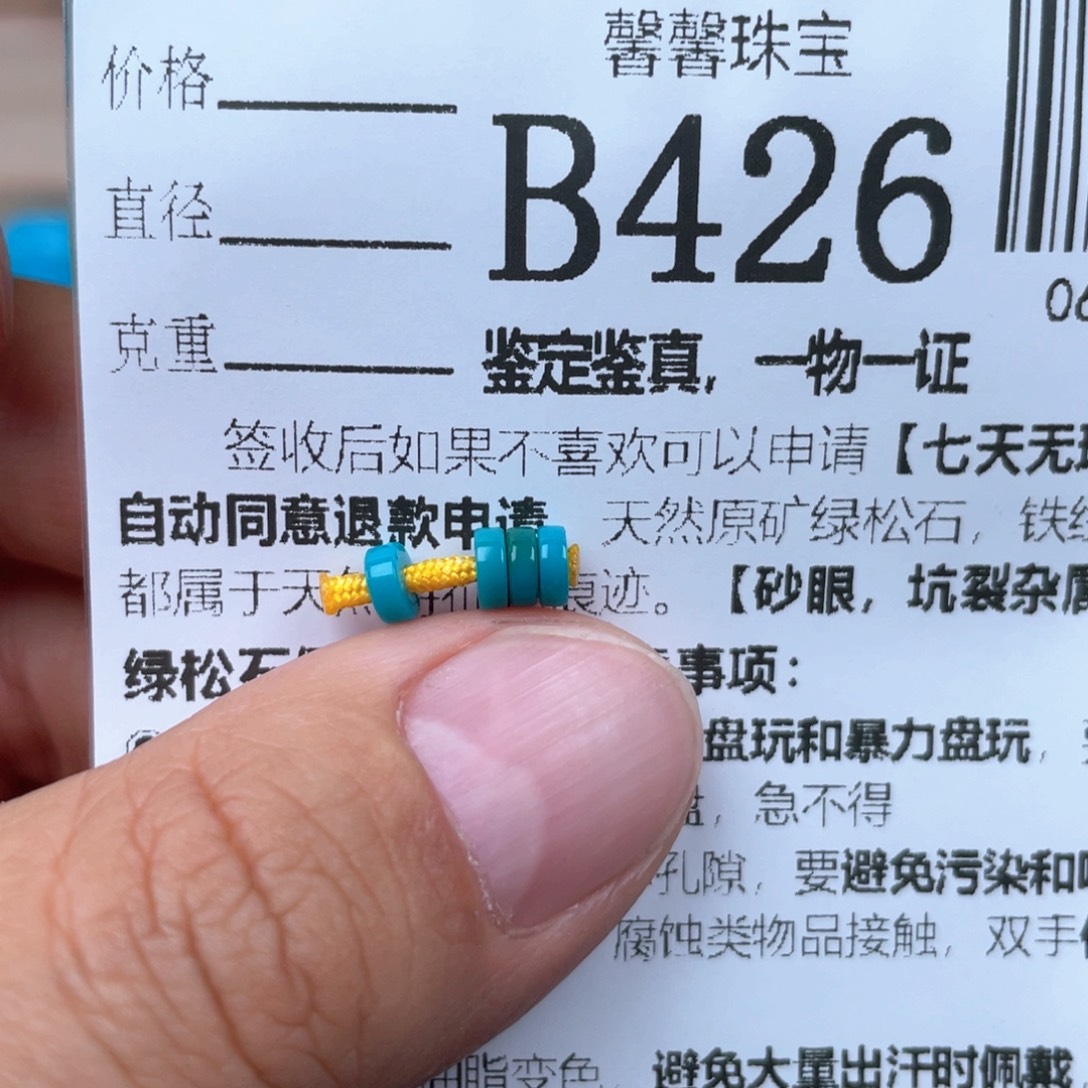 馨馨珠宝
价格
B426
直径
克重
06
鉴定鉴真，一物一证
签收后如果不喜欢可以申请【七天无
自动同意退款申请 天然原矿绿松石，铁
都属于天 痕迹。【砂眼，坑裂杂
绿松石 事项：
盘玩和暴力盘玩，
急不得
孔隙，要避免污染和
腐蚀类物品接触，双手
油脂变色，避免大量出汗时佩戴